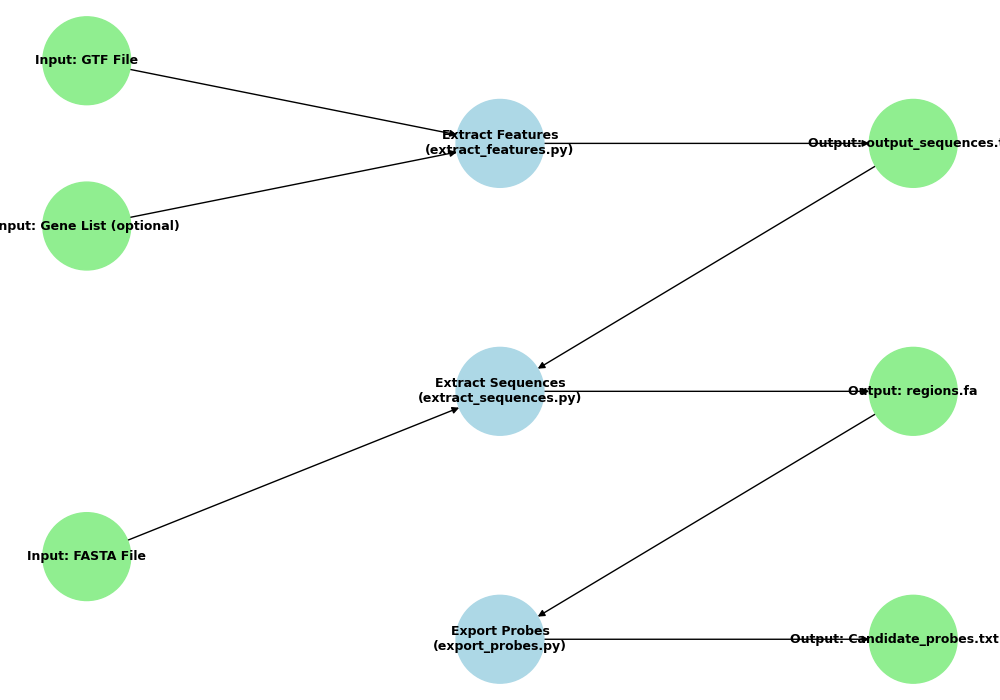 Input: GTF File
Extract Features
(extract_features.py)
Output: output_sequences.t
nput: Gene List (optional)
Extract Sequences
(extract_sequences.py)
Output: regions.fa
Input: FASTA File
Export Probes
(export_probes.py)
Output: Candidate_probes.txt